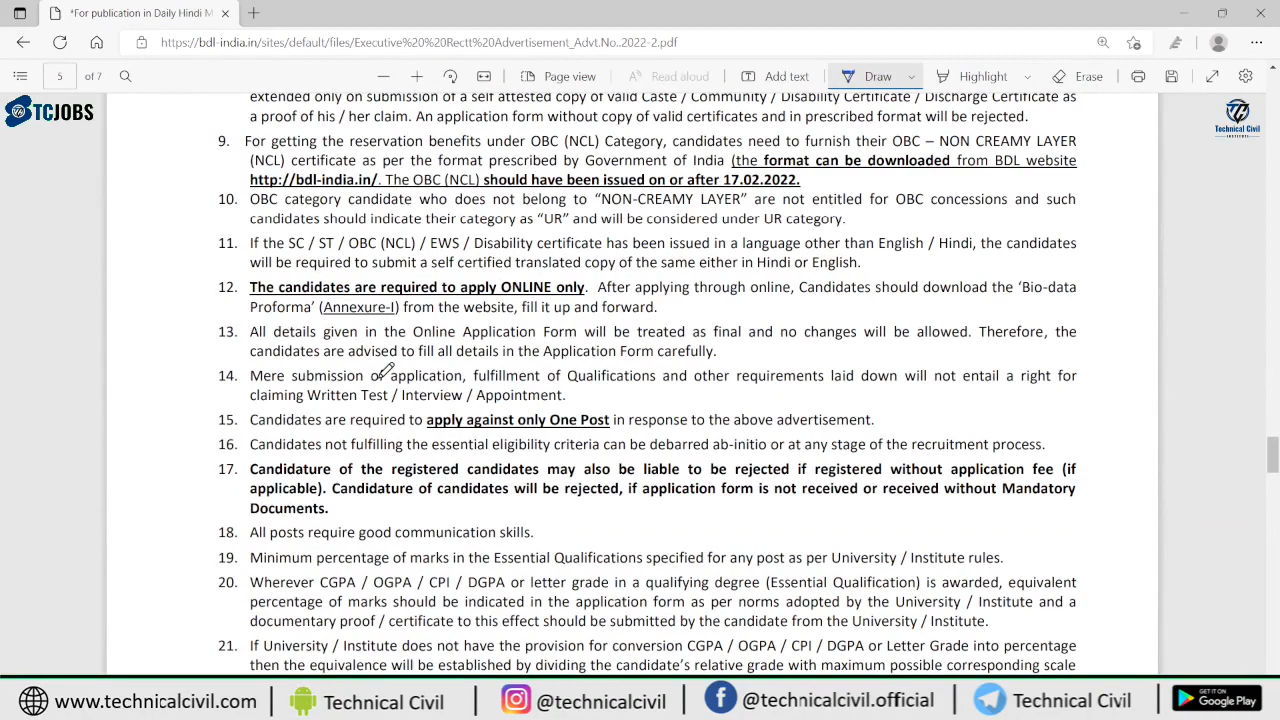 *For publication in Daily Hindi M
https://bdl-india.in/sites/default/files/Executive%20%20Rectt%20Advertisement_Advt.No..2022-2.pdf
5 of 7 Page view Read aloud Add text Draw Highlight Erase
TCJOBS
Technical Civil
INSTITUTE
extended only on submission of a self attested copy of valid Caste / Community / Disability Certificate / Discharge Certificate as
a proof of his / her claim. An application form without copy of valid certificates and in prescribed format will be rejected.
9. For getting the reservation benefits under OBC (NCL) Category, candidates need to furnish their OBC – NON CREAMY LAYER
(NCL) certificate as per the format prescribed by Government of India (the format can be downloaded from BDL website
http://bdl-india.in/. The OBC (NCL) should have been issued on or after 17.02.2022.
10. OBC category candidate who does not belong to “NON-CREAMY LAYER” are not entitled for OBC concessions and such
candidates should indicate their category as “UR” and will be considered under UR category.
11. If the SC / ST / OBC (NCL) / EWS / Disability certificate has been issued in a language other than English / Hindi, the candidates
will be required to submit a self certified translated copy of the same either in Hindi or English.
12. The candidates are required to apply ONLINE only. After applying through online, Candidates should download the ‘Bio-data
Proforma’ (Annexure-I) from the website, fill it up and forward.
13. All details given in the Online Application Form will be treated as final and no changes will be allowed. Therefore, the
candidates are advised to fill all details in the Application Form carefully.
14. Mere submission of application, fulfillment of Qualifications and other requirements laid down will not entail a right for
claiming Written Test / Interview / Appointment.
15. Candidates are required to apply against only One Post in response to the above advertisement.
16. Candidates not fulfilling the essential eligibility criteria can be debarred ab-initio or at any stage of the recruitment process.
17. Candidature of the registered candidates may also be liable to be rejected if registered without application fee (if
applicable). Candidature of candidates will be rejected, if application form is not received or received without Mandatory
Documents.
18. All posts require good communication skills.
19. Minimum percentage of marks in the Essential Qualifications specified for any post as per University / Institute rules.
20. Wherever CGPA / OGPA / CPI / DGPA or letter grade in a qualifying degree (Essential Qualification) is awarded, equivalent
percentage of marks should be indicated in the application form as per norms adopted by the University / Institute and a
documentary proof / certificate to this effect should be submitted by the candidate from the University / Institute.
21. If University / Institute does not have the provision for conversion CGPA / OGPA / CPI / DGPA or Letter Grade into percentage
then the equivalence will be established by dividing the candidate’s relative grade with maximum possible corresponding scale
www.technicalcivil.com Technical Civil @technicalcivil @technicalcivil.official Technical Civil GET IT ON Google Play